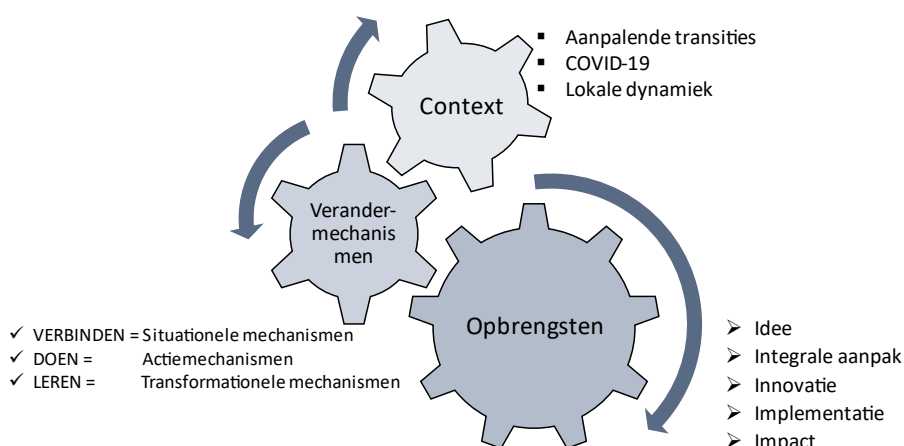 Aanpalende transities
COVID-19
Lokale dynamiek
Context
Verander-
mechanis
men
Opbrengsten
✓ VERBINDEN = Situationele mechanismen
✓ DOEN = Actiemechanismen
✓ LEREN = Transformationele mechanismen
➢ Idee
➢ Integrale aanpak
➢ Innovatie
➢ Implementatie
➢ Impact